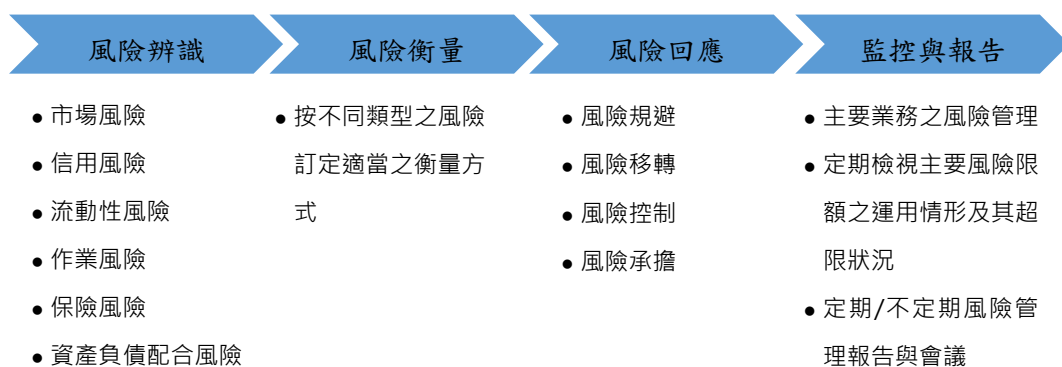 風險辨識
風險衡量
風險回應
監控與報告
● 市場風險
● 信用風險
● 流動性風險
● 作業風險
● 保險風險
● 資產負債配合風險
● 按不同類型之風險
訂定適當之衡量方
式
● 風險規避
● 風險移轉
● 風險控制
● 風險承擔
● 主要業務之風險管理
● 定期檢視主要風險限
額之運用情形及其超
限狀況
● 定期/不定期風險管
理報告與會議